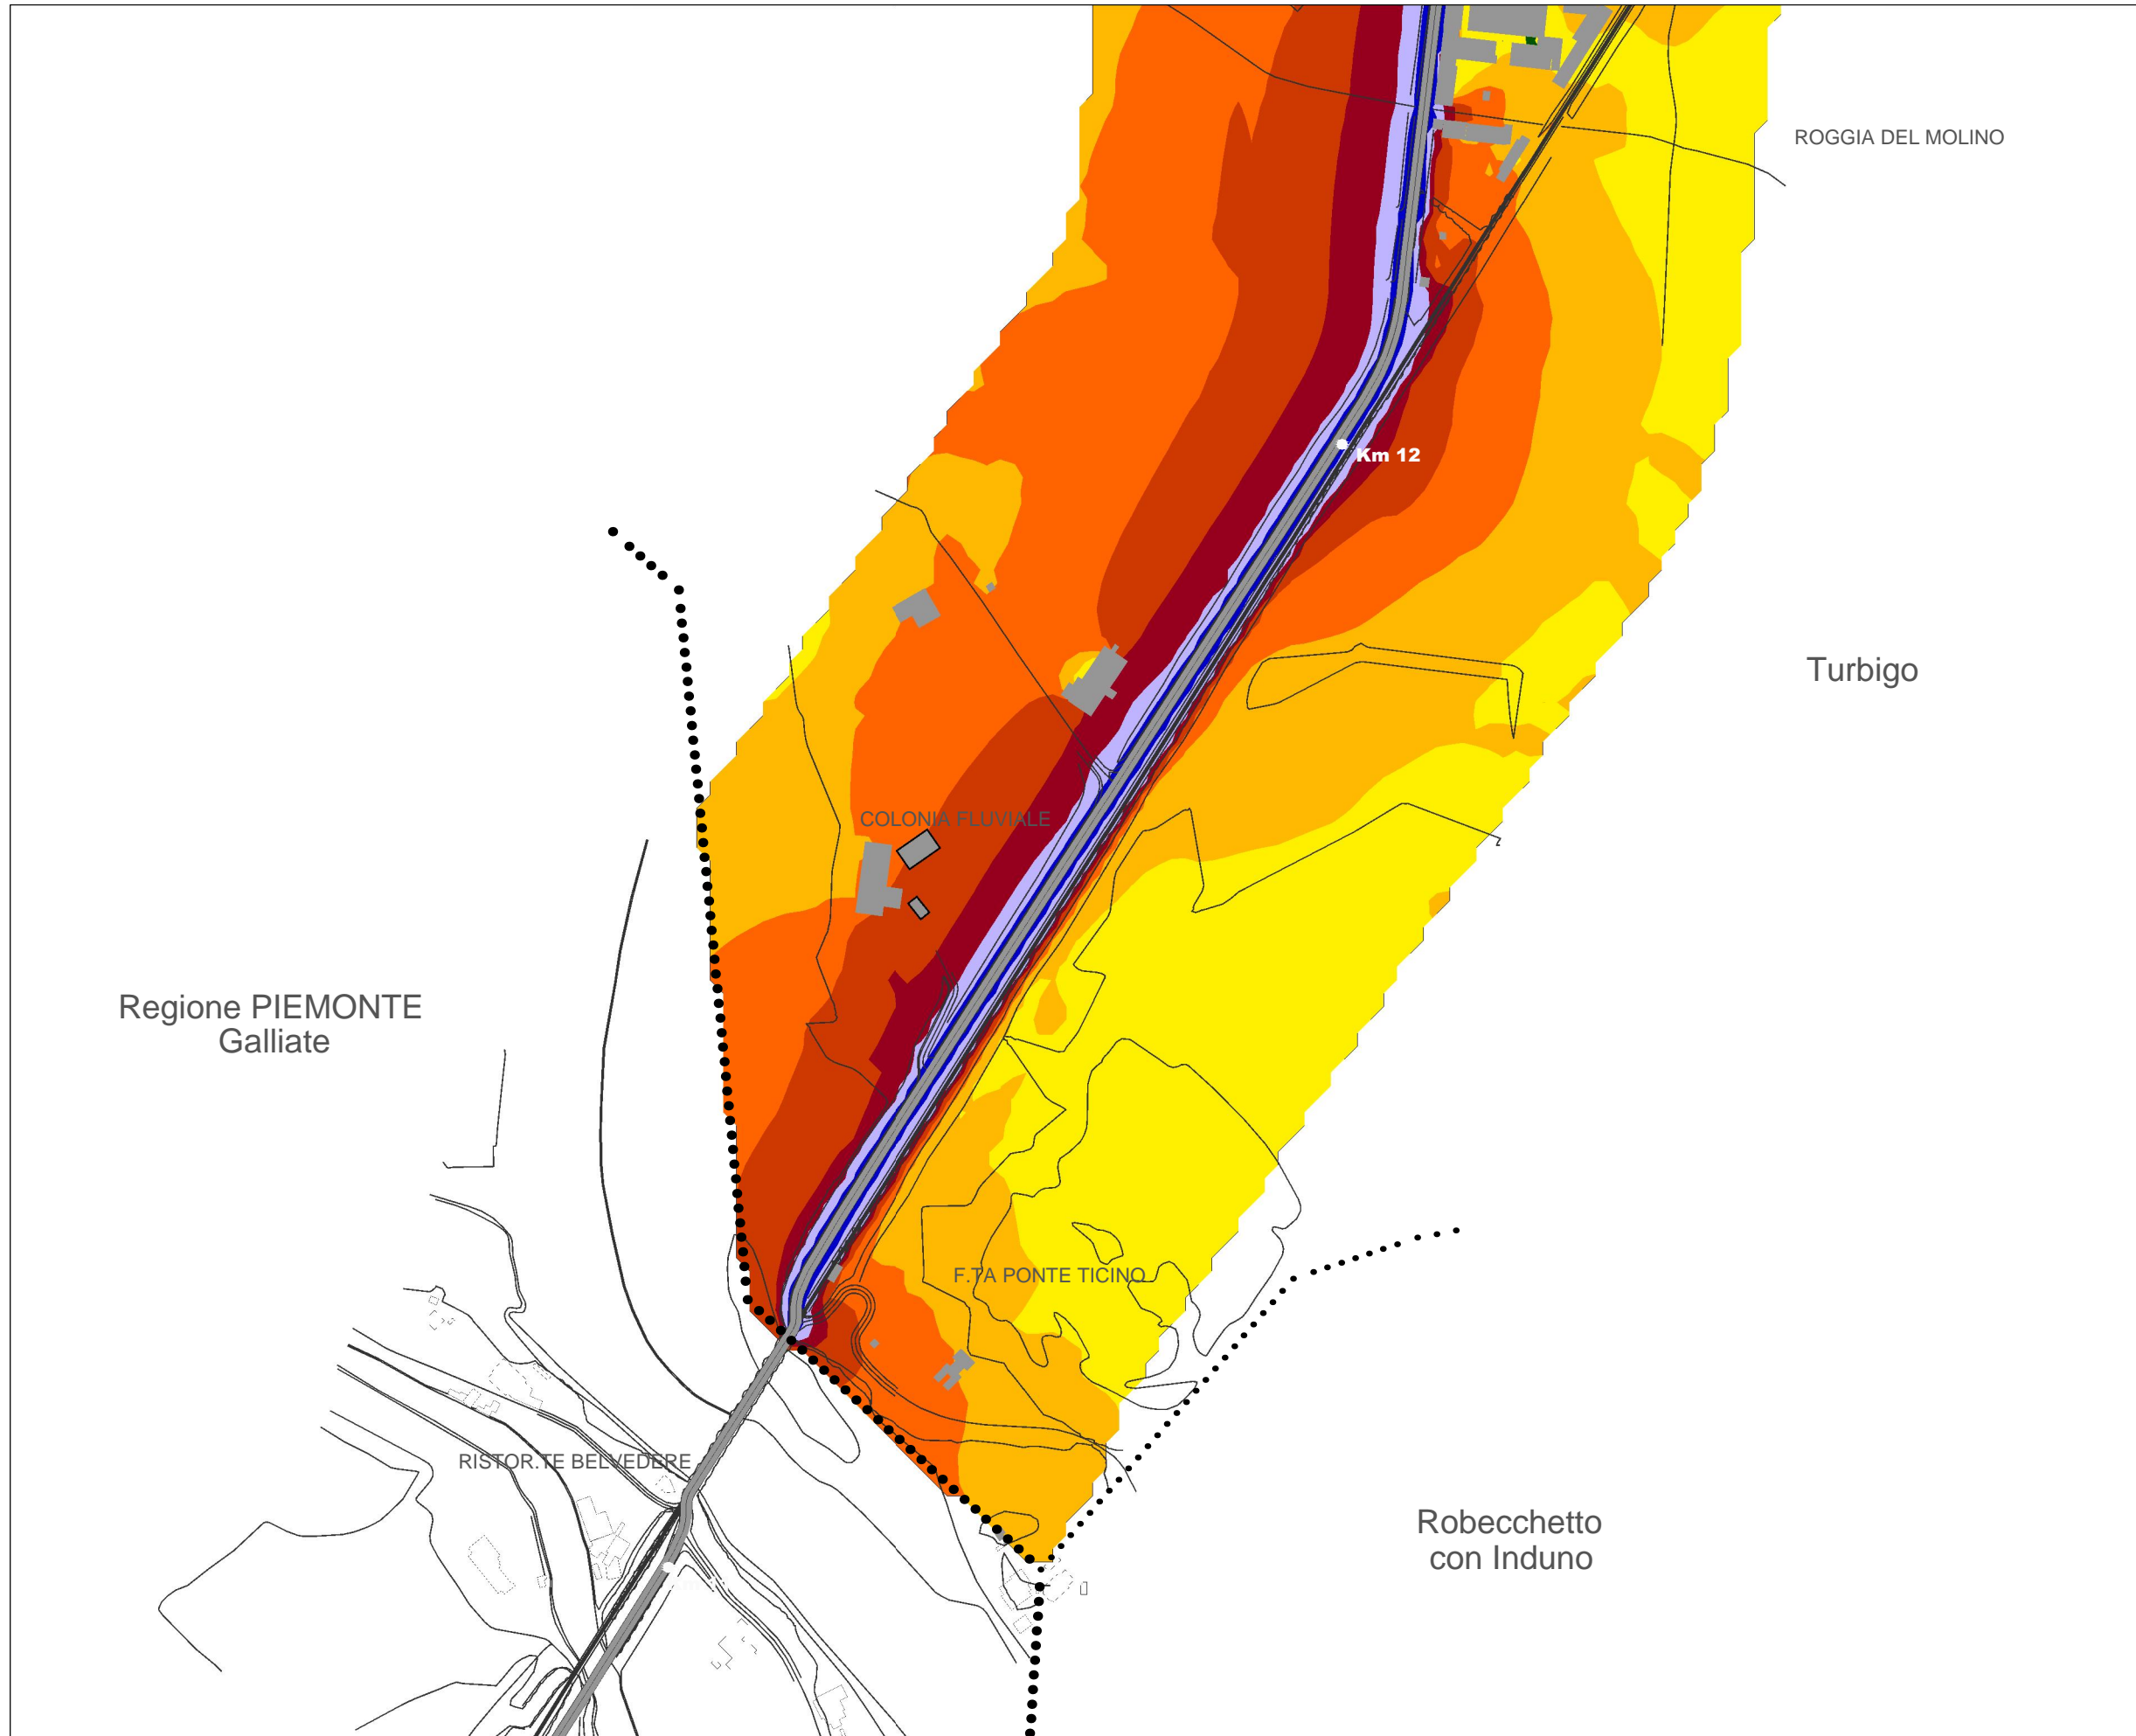 ROGGIA DEL MOLINO
Km 12
Turbigo
COLONIA FLUVIALE
Regione PIEMONTE
Galliate
F.TA PONTE TICINO
RISTOR.TE BELVEDERE
Robecchetto
con Induno